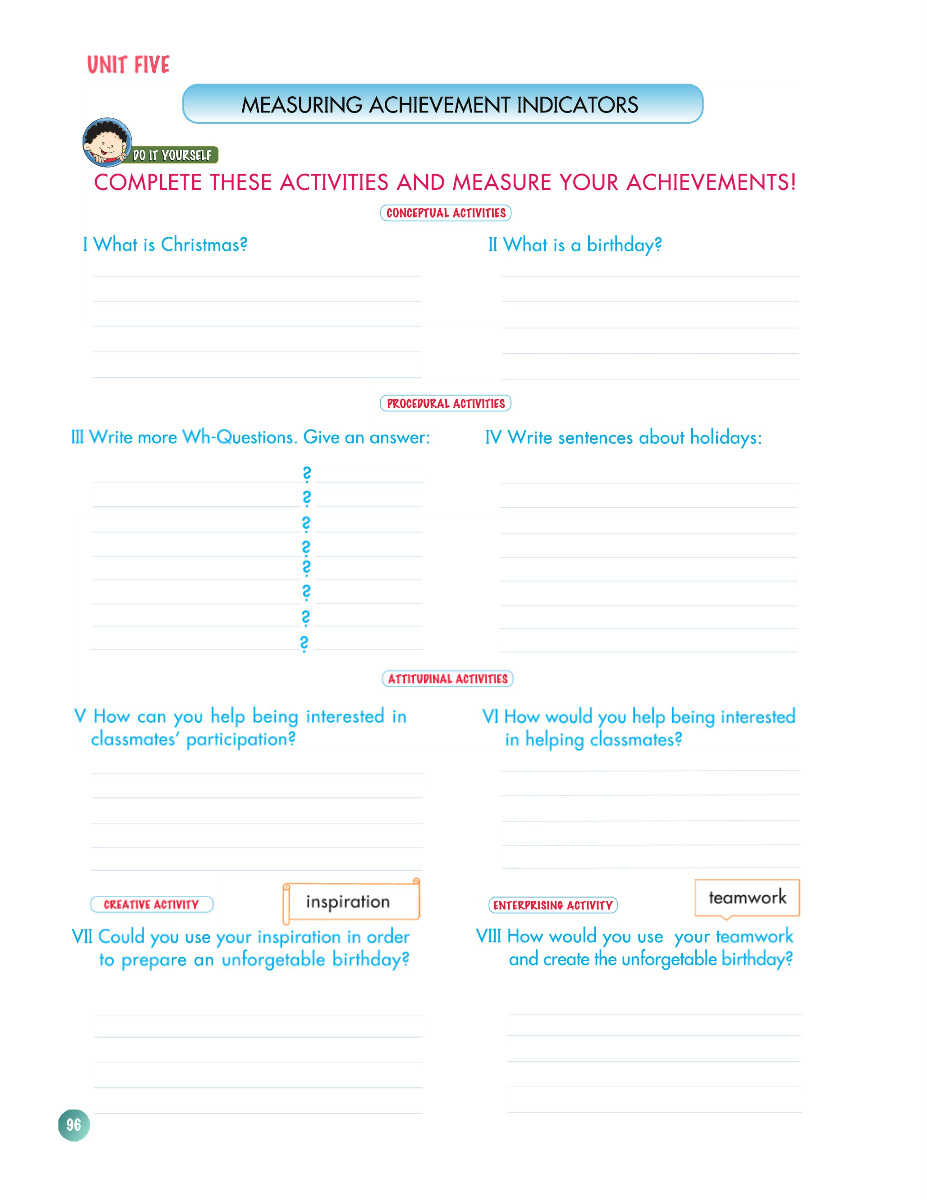 UNIT FIVE
MEASURING ACHIEVEMENT INDICATORS
DO IT YOURSELF
COMPLETE THESE ACTIVITIES AND MEASURE YOUR ACHIEVEMENTS!
CONCEPTUAL ACTIVITIES
I What is Christmas?
II What is a birthday?
PROCEDURAL ACTIVITIES
III Write more Wh-Questions. Give an answer:
?
?
?
?
?
?
?
?
IV Write sentences about holidays:
ATTITUDINAL ACTIVITIES
V How can you help being interested in
classmates' participation?
VI How would you help being interested
in helping classmates?
CREATIVE ACTIVITY
inspiration
VII Could you use your inspiration in order
to prepare an unforgetable birthday?
ENTERPRISING ACTIVITY
teamwork
VIII How would you use your teamwork
and create the unforgetable birthday?
96